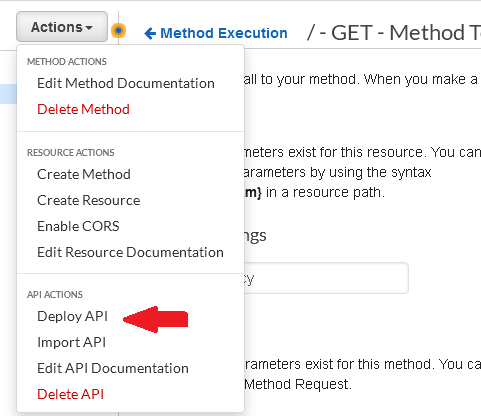 Actions
Method Execution
/ - GET - Method
METHOD ACTIONS
Edit Method Documentation
Delete Method
all to your method. When you make a
RESOURCE ACTIONS
Create Method
Create Resource
Enable CORS
Edit Resource Documentation
meters exist for this resource. You can
arameters by using the syntax
m} in a resource path.
ngs
cy
API ACTIONS
Deploy API
Import API
Edit API Documentation
Delete API
arameters exist for this method. You ca
Method Request.